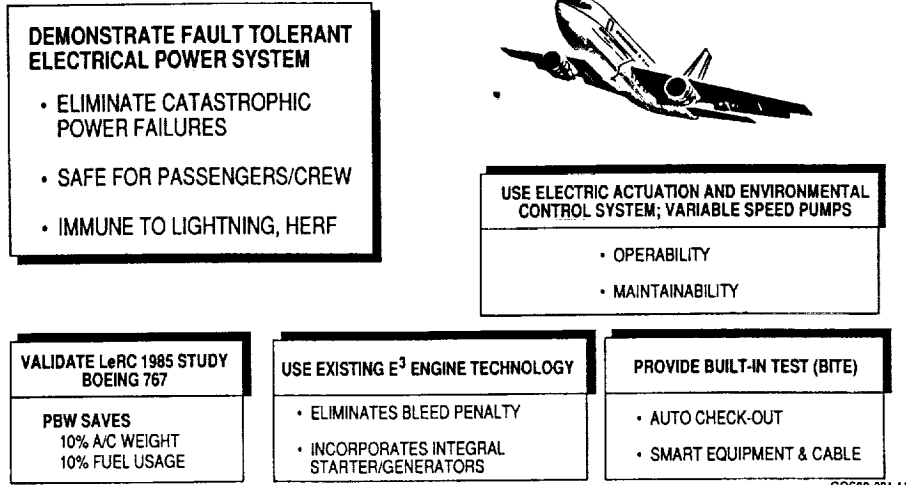 DEMONSTRATE FAULT TOLERANT
ELECTRICAL POWER SYSTEM
• ELIMINATE CATASTROPHIC
POWER FAILURES
• SAFE FOR PASSENGERS/CREW
• IMMUNE TO LIGHTNING, HERF
USE ELECTRIC ACTUATION AND ENVIRONMENTAL
CONTROL SYSTEM; VARIABLE SPEED PUMPS
• OPERABILITY
• MAINTAINABILITY
VALIDATE LeRC 1985 STUDY
BOEING 767
PBW SAVES
10% A/C WEIGHT
10% FUEL USAGE
USE EXISTING E³ ENGINE TECHNOLOGY
• ELIMINATES BLEED PENALTY
• INCORPORATES INTEGRAL
STARTER/GENERATORS
PROVIDE BUILT-IN TEST (BITE)
• AUTO CHECK-OUT
• SMART EQUIPMENT & CABLE